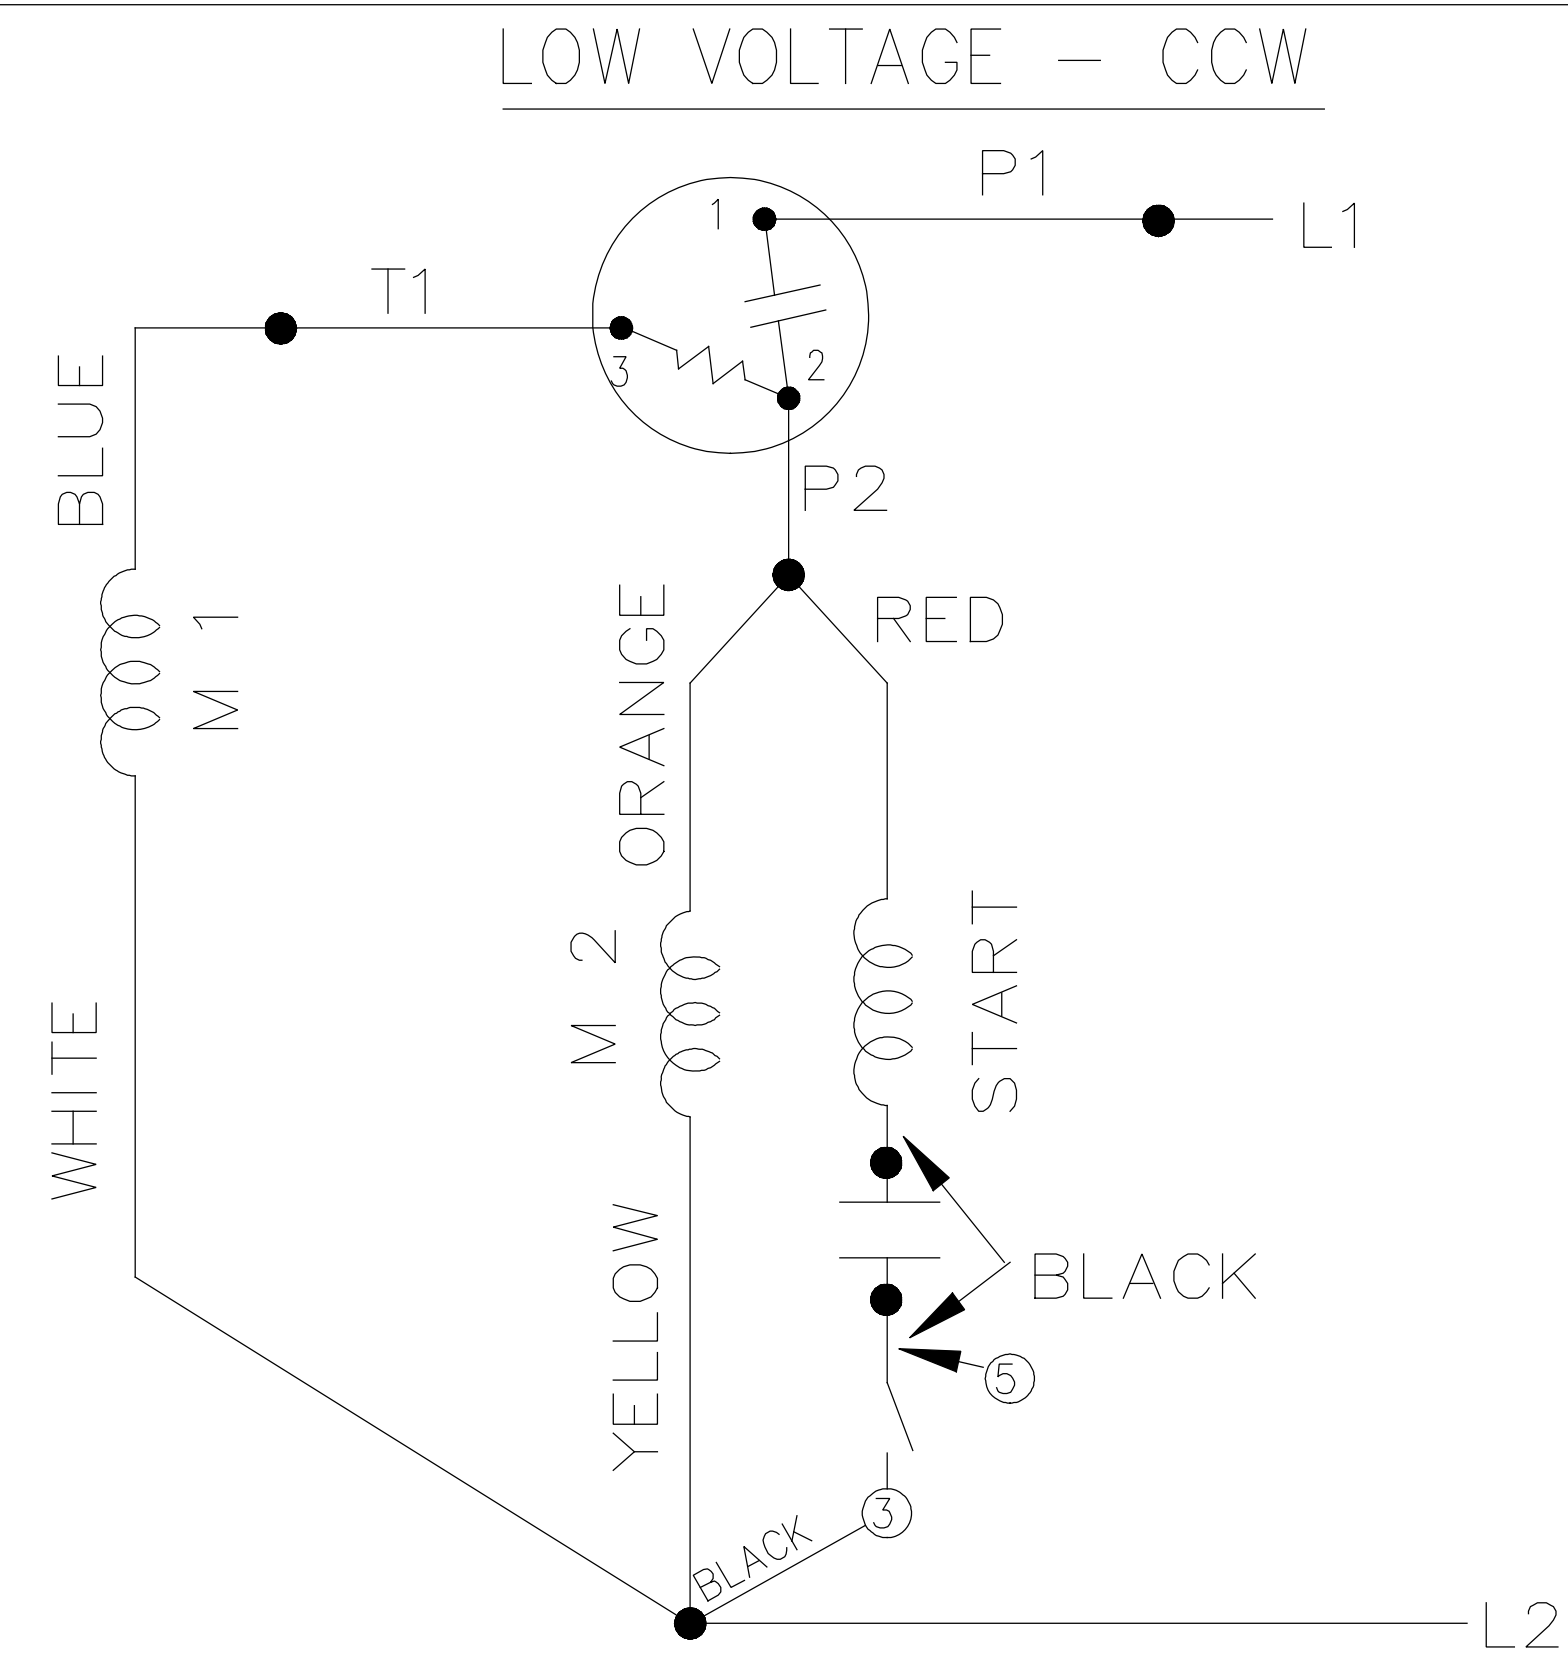 LOW VOLTAGE - CCW
P1
L1
1
T1
3
2
BLUE
P2
M 1
ORANGE
RED
M 2
START
WHITE
YELLOW
BLACK
5
3
BLACK
L2